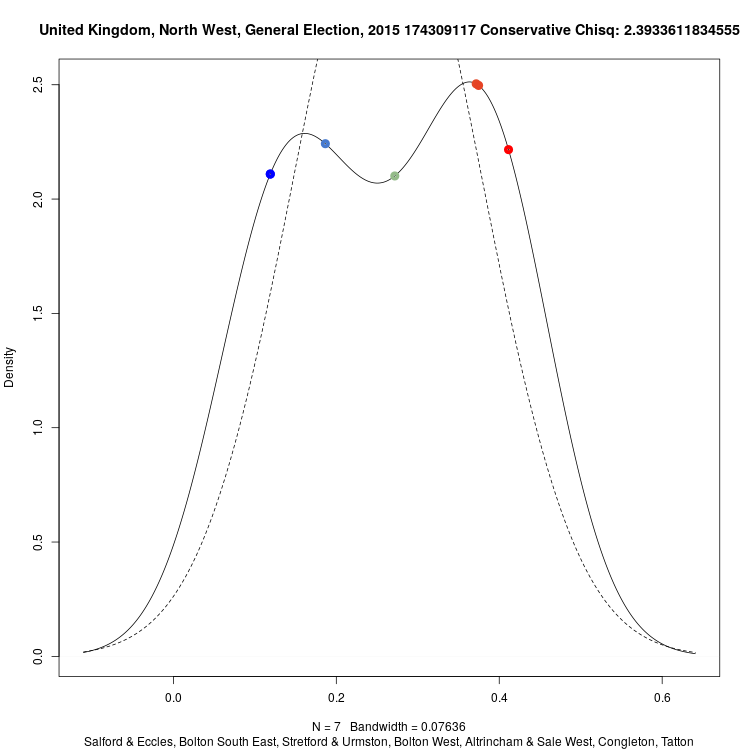 United Kingdom, North West, General Election, 2015 174309117 Conservative Chisq: 2.3933611834555
Density
2.5
2.0
1.5
1.0
0.5
0.0
0.0 0.2 0.4 0.6
N = 7 Bandwidth = 0.07636
Salford & Eccles, Bolton South East, Stretford & Urmston, Bolton West, Altrincham & Sale West, Congleton, Tatton